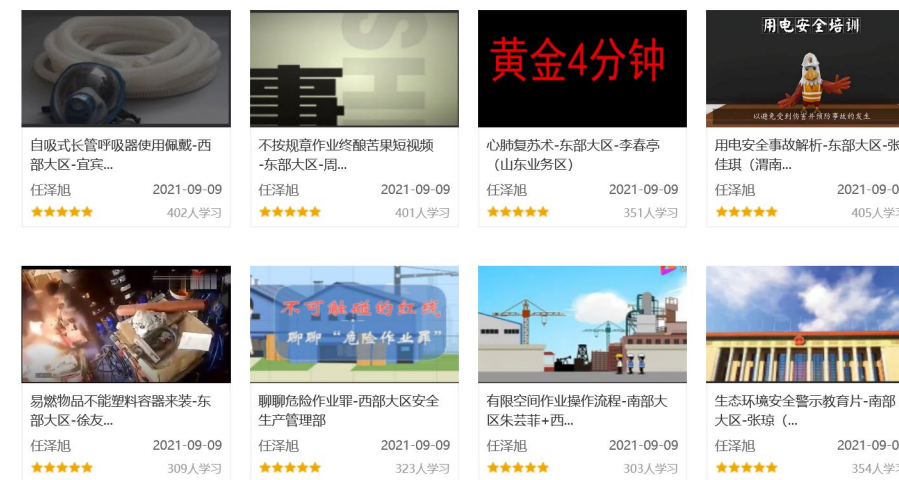 黄金4分钟
用电安全培训
以避免受到伤害并预防事故的发生
自吸式长管呼吸器使用佩戴-西
部大区-宜宾...
任泽旭 2021-09-09
402人学习
不按规章作业终酿苦果短视频
-东部大区-周...
任泽旭 2021-09-09
401人学习
心肺复苏术-东部大区-李春亭
（山东业务区）
任泽旭 2021-09-09
351人学习
用电安全事故解析-东部大区-张
佳琪（渭南...
任泽旭 2021-09-0
405人学习
不可触碰的红线
聊聊“危险作业罪”
易燃物品不能塑料容器来装-东
部大区-徐友...
任泽旭 2021-09-09
309人学习
聊聊危险作业罪-西部大区安全
生产管理部
任泽旭 2021-09-09
323人学习
有限空间作业操作流程-南部大
区朱芸菲+西...
任泽旭 2021-09-09
303人学习
生态环境安全警示教育片-南部
大区-张琼（...
任泽旭 2021-09-0
354人学习